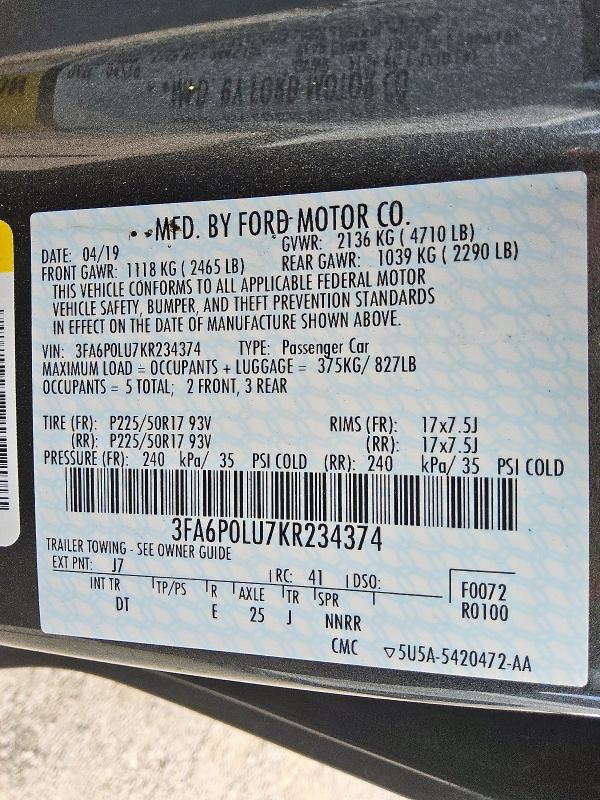 MFD. BY FORD MOTOR CO.
DATE: 04/19 GVWR: 2136 KG ( 4710 LB)
FRONT GAWR: 1118 KG ( 2465 LB) REAR GAWR: 1039 KG ( 2290 LB)
THIS VEHICLE CONFORMS TO ALL APPLICABLE FEDERAL MOTOR
VEHICLE SAFETY, BUMPER, AND THEFT PREVENTION STANDARDS
IN EFFECT ON THE DATE OF MANUFACTURE SHOWN ABOVE.
VIN: 3FA6P0LU7KR234374 TYPE: Passenger Car
MAXIMUM LOAD = OCCUPANTS + LUGGAGE = 375KG/ 827LB
OCCUPANTS = 5 TOTAL; 2 FRONT, 3 REAR
TIRE (FR): P225/50R17 93V RIMS (FR): 17x7.5J
(RR): P225/50R17 93V (RR): 17x7.5J
PRESSURE (FR): 240 kPa/ 35 PSI COLD (RR): 240 kPa/ 35 PSI COLD
3FA6P0LU7KR234374
TRAILER TOWING - SEE OWNER GUIDE
EXT PNT: J7 RC: 41 DSO:
INT TR TP/PS R AXLE TR SPR F0072
DT E 25 J NNRR R0100
CMC ▽5U5A-5420472-AA